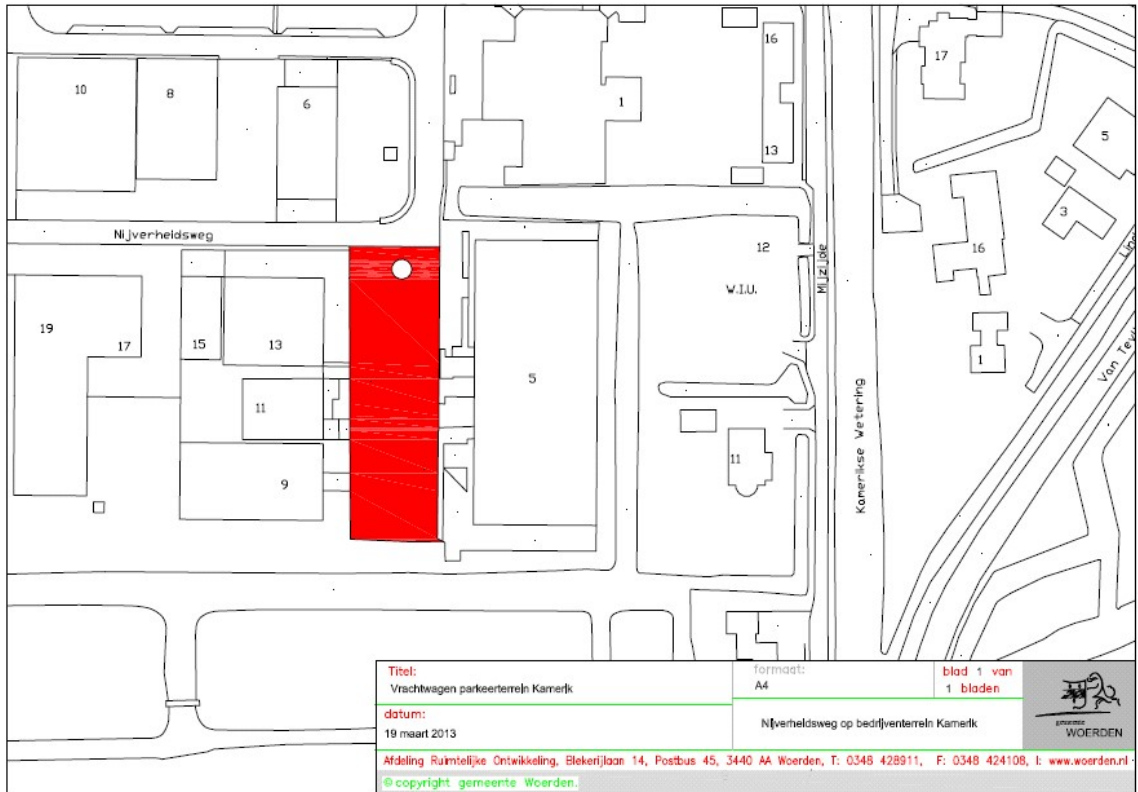 10
8
6
1
16
13
17
5
3
16
1
Nijverheidsweg
12
W.I.U.
Mijzijde
19
17
15
13
11
9
5
11
Kamerikse Wetering
Van Teyl
Titel:
Vrachtwagen parkeerterrein Kamerik
formaat:
A4
blad 1 van
1 bladen
datum:
19 maart 2013
Nijverheidsweg op bedrijventerrein Kamerik
gemeente
WOERDEN
Afdeling Ruimtelijke Ontwikkeling, Blekerijlaan 14, Postbus 45, 3440 AA Woerden, T: 0348 428911, F: 0348 424108, I: www.woerden.nl -
© copyright gemeente Woerden.